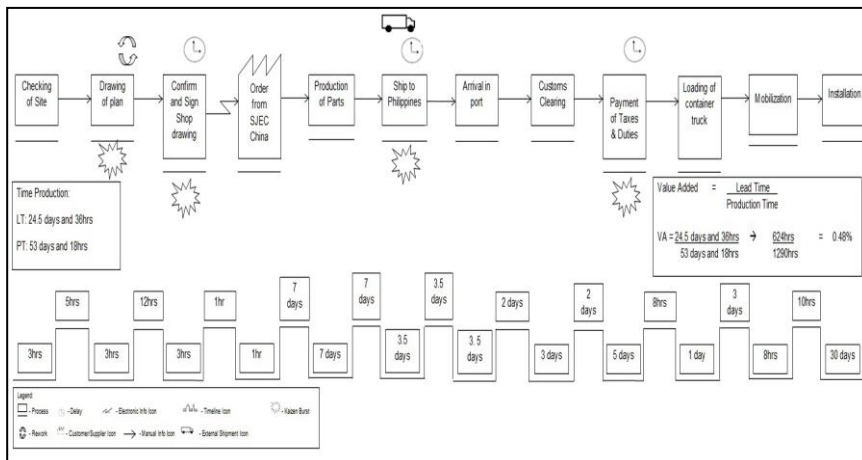 Checking
of Site
Drawing
of plan
Confirm
and Sign
Shop
drawing
Order
from
SJEC
China
Production
of Parts
Ship to
Philippines
Arrival in
port
Customs
Clearing
Payment
of Taxes
& Duties
Loading of
container
truck
Mobilization
Installation
Time Production:
LT: 24.5 days and 36hrs
PT: 53 days and 18hrs
Value Added = Lead Time
Production Time
VA = 24.5 days and 36hrs → 624hrs = 0.48%
53 days and 18hrs 1290hrs
5hrs
12hrs
1hr
7
days
7
days
3.5
days
2 days
2
days
8hrs
3
days
10hrs
3hrs
3hrs
3hrs
1hr
7 days
3.5
days
3. 5
days
3 days
5 days
1 day
8hrs
30 days
Legend:
- Process
- Delay
- Electronic Info Icon
- Timeline Icon
- Kaizen Burst
- Rework
- Customer/Supplier Icon
- Manual Info Icon
- External Shipment Icon